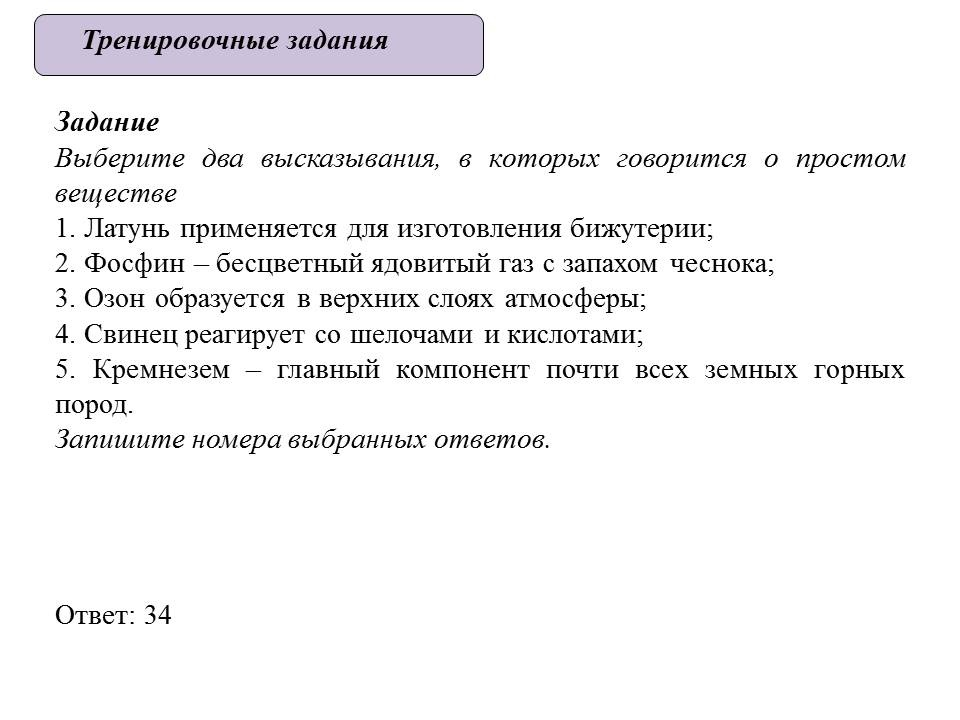 Тренировочные задания
Задание
Выберите два высказывания, в которых говорится о простом
веществе
1. Латунь применяется для изготовления бижутерии;
2. Фосфин – бесцветный ядовитый газ с запахом чеснока;
3. Озон образуется в верхних слоях атмосферы;
4. Свинец реагирует со шелочами и кислотами;
5. Кремнезем – главный компонент почти всех земных горных
пород.
Запишите номера выбранных ответов.
Ответ: 34